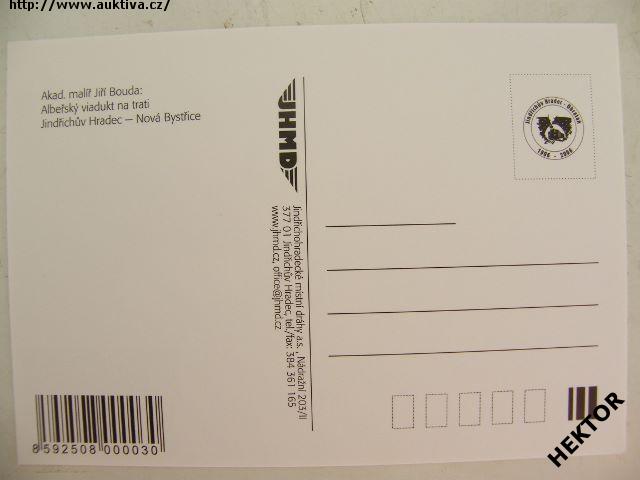 http://www.auktiva.cz/
Akad. malíř Jiří Bouda:
Albeřský viadukt na trati
Jindřichův Hradec – Nová Bystřice
JHMD
Jindřichohradecké místní dráhy a.s., Nádražní 203/II
377 01 Jindřichův Hradec, tel./fax: 384 361 165
www.jhmd.cz, office@jhmd.cz
Jindřichův Hradec - Obrataň
1906 - 2006
8592508 000030
HEKTOR